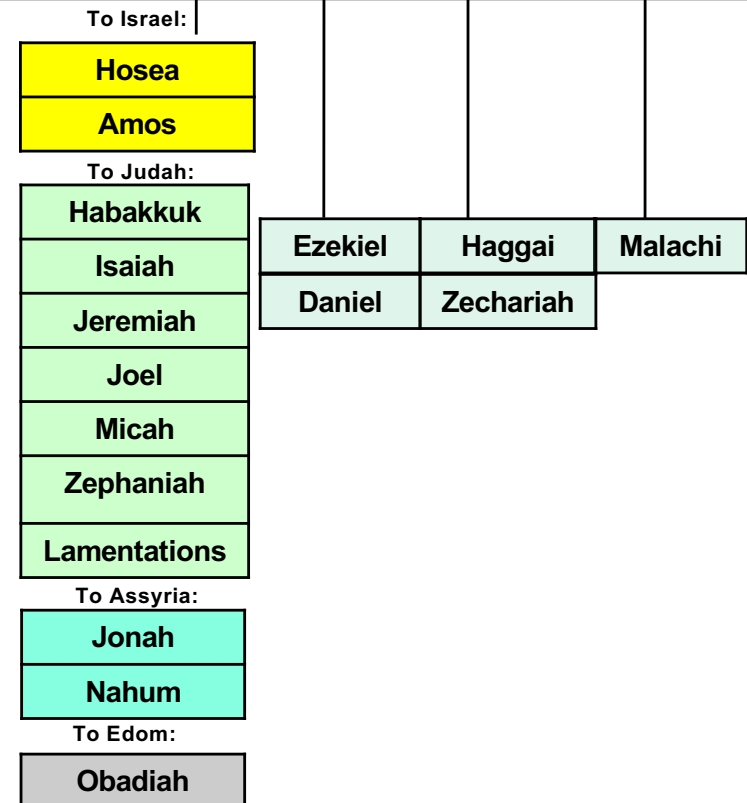 To Israel:
Hosea
Amos
To Judah:
Habakkuk
Isaiah
Jeremiah
Joel
Micah
Zephaniah
Lamentations
To Assyria:
Jonah
Nahum
To Edom:
Obadiah
Ezekiel Haggai Malachi
Daniel Zechariah